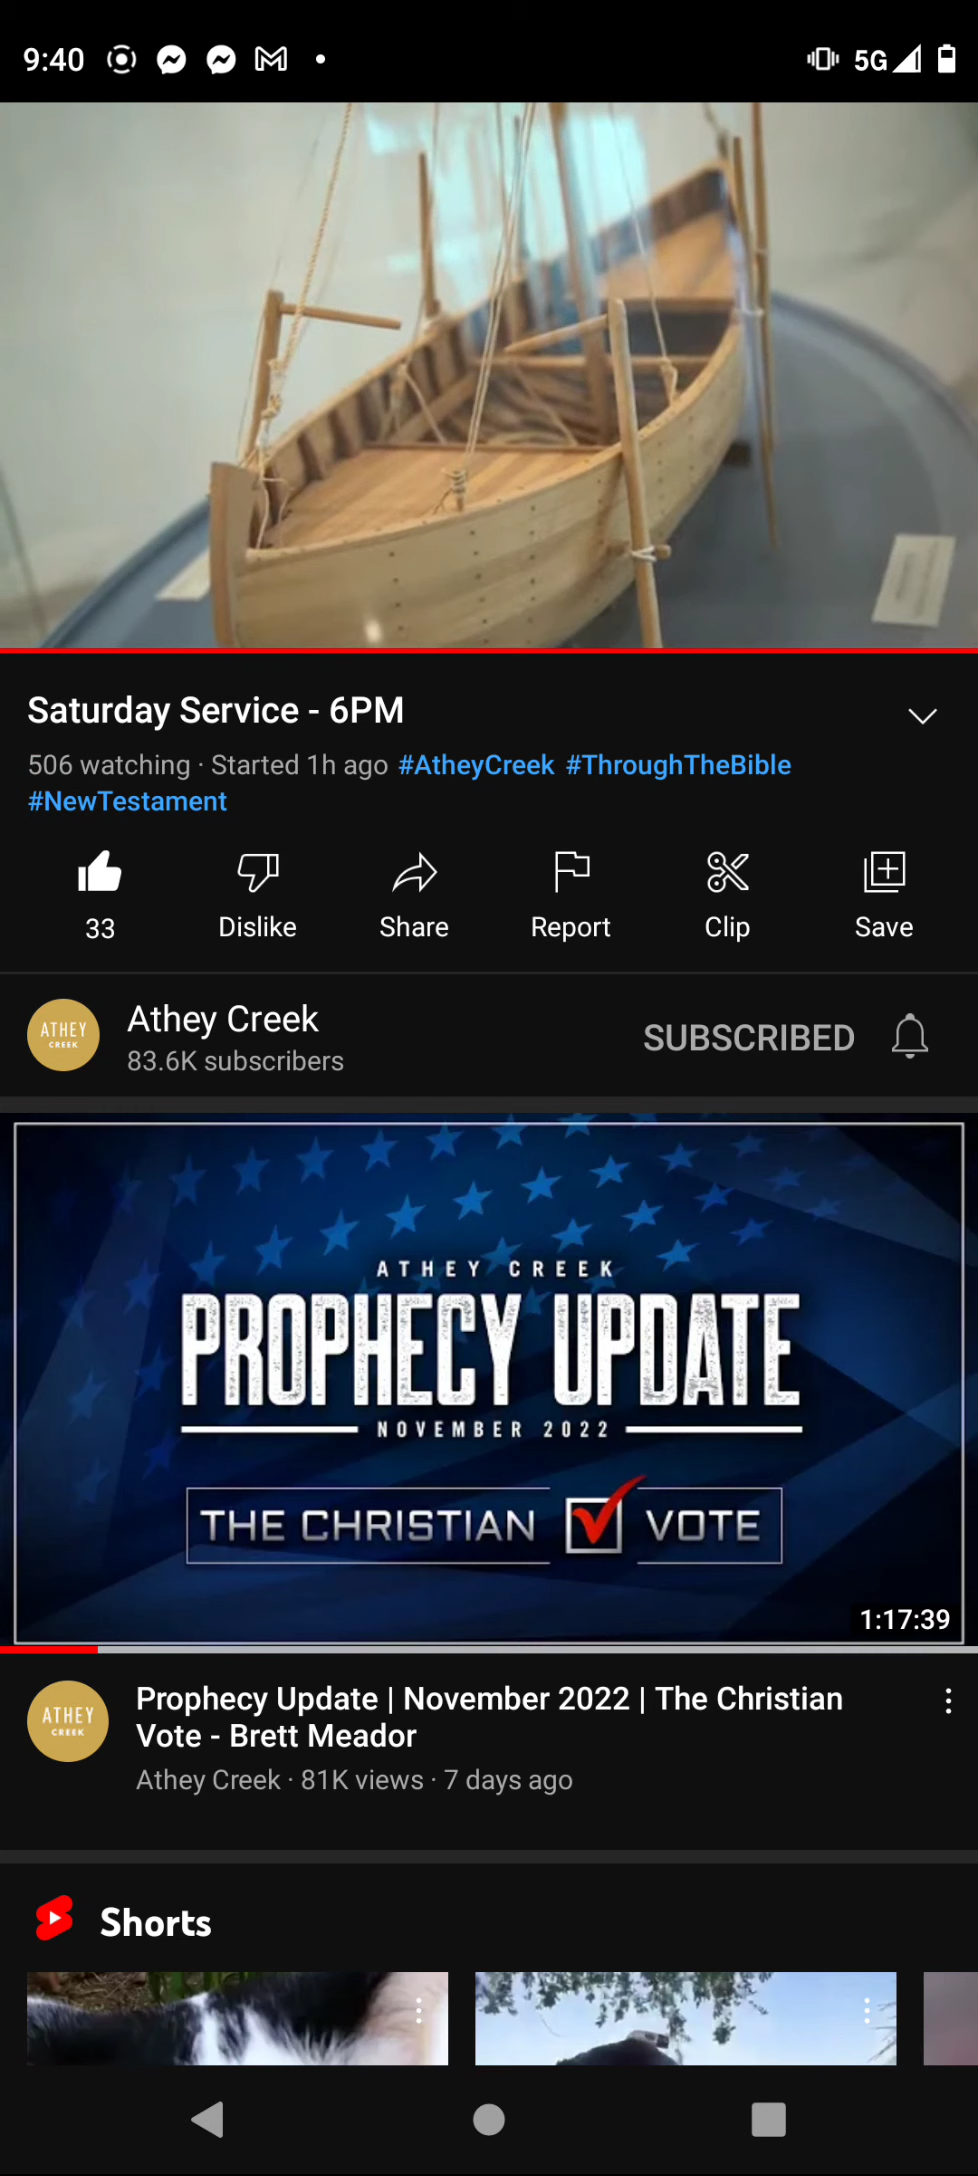 9:40
5G
Saturday Service - 6PM
506 watching · Started 1h ago #AtheyCreek #ThroughTheBible
#NewTestament
33 Dislike Share Report Clip Save
ATHEY
CREEK
Athey Creek
83.6K subscribers
SUBSCRIBED
ATHEY CREEK
PROPHECY UPDATE
NOVEMBER 2022
THE CHRISTIAN VOTE
1:17:39
ATHEY
CREEK
Prophecy Update | November 2022 | The Christian
Vote - Brett Meador
Athey Creek · 81K views · 7 days ago
Shorts